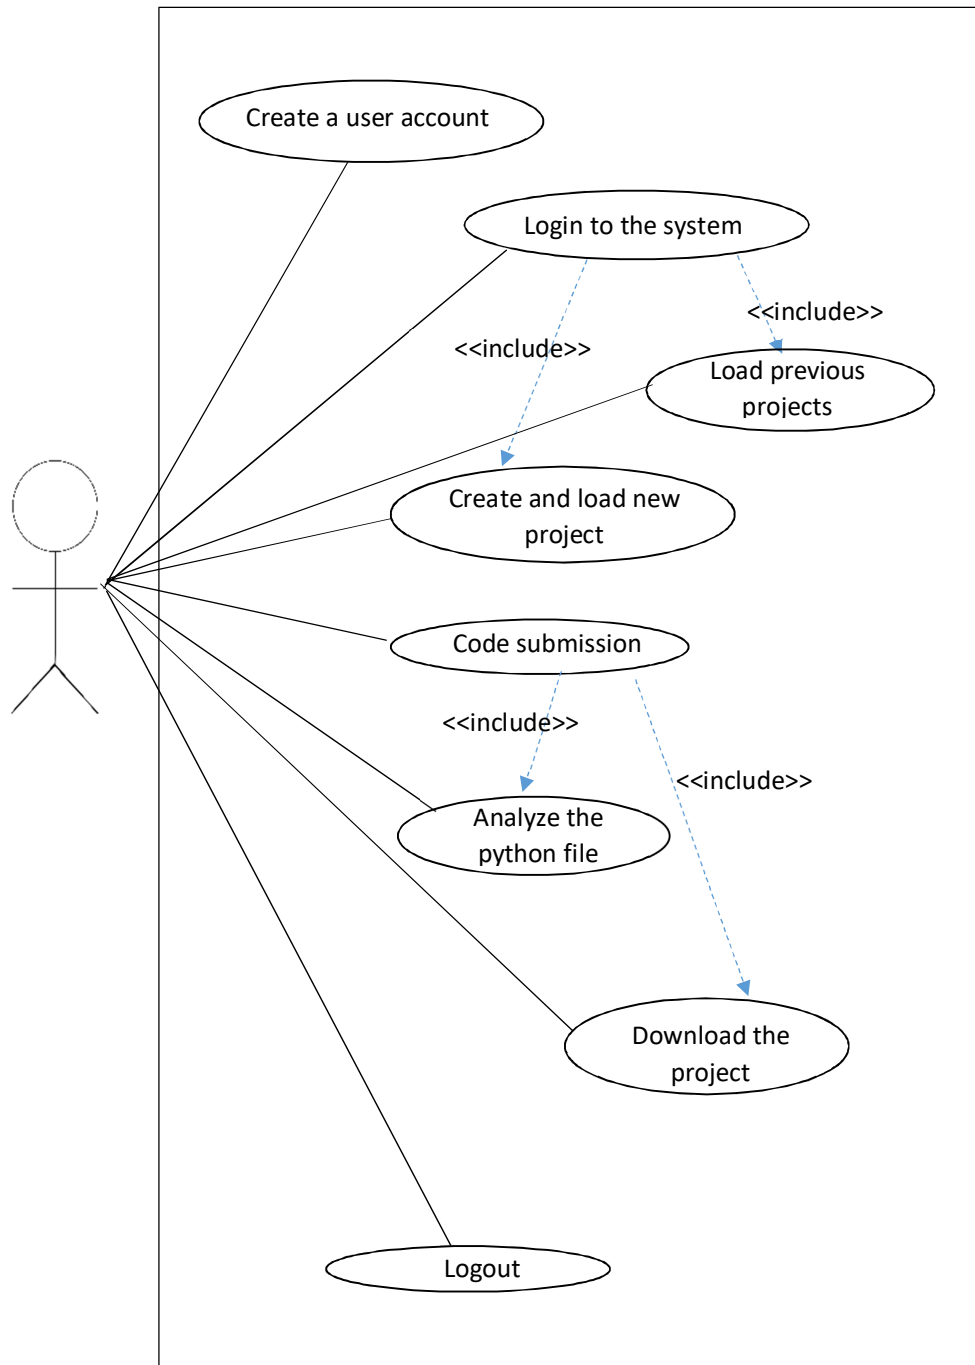 Create a user account
Login to the system
<<include>>
<<include>>
Load previous
projects
Create and load new
project
Code submission
<<include>>
<<include>>
Analyze the
python file
Download the
project
Logout